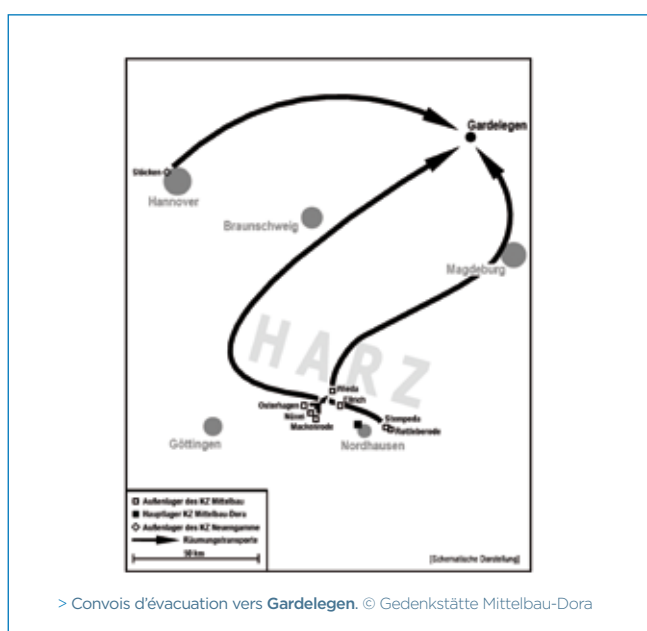 Gardelegen
Stöcken
Hannover
Braunschweig
Magdeburg
HARZ
Wieda
Osterhagen
Ellrich
Nüxei
Mackenrode
Stempeda
Rottleberode
Göttingen
Nordhausen
Außenlager des KZ Mittelbau
Hauptlager KZ Mittelbau-Dora
Außenlager des KZ Neuengamme
Räumungstransporte
50 km
[Schematische Darstellung]
> Convois d'évacuation vers Gardelegen. © Gedenkstätte Mittelbau-Dora